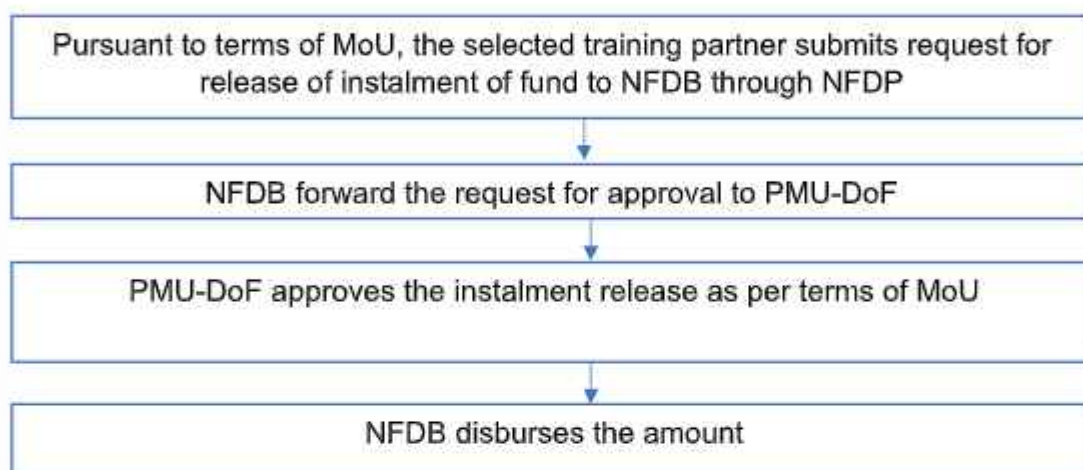 Pursuant to terms of MoU, the selected training partner submits request for
release of instalment of fund to NFDB through NFDP
NFDB forward the request for approval to PMU-DoF
PMU-DoF approves the instalment release as per terms of MoU
NFDB disburses the amount